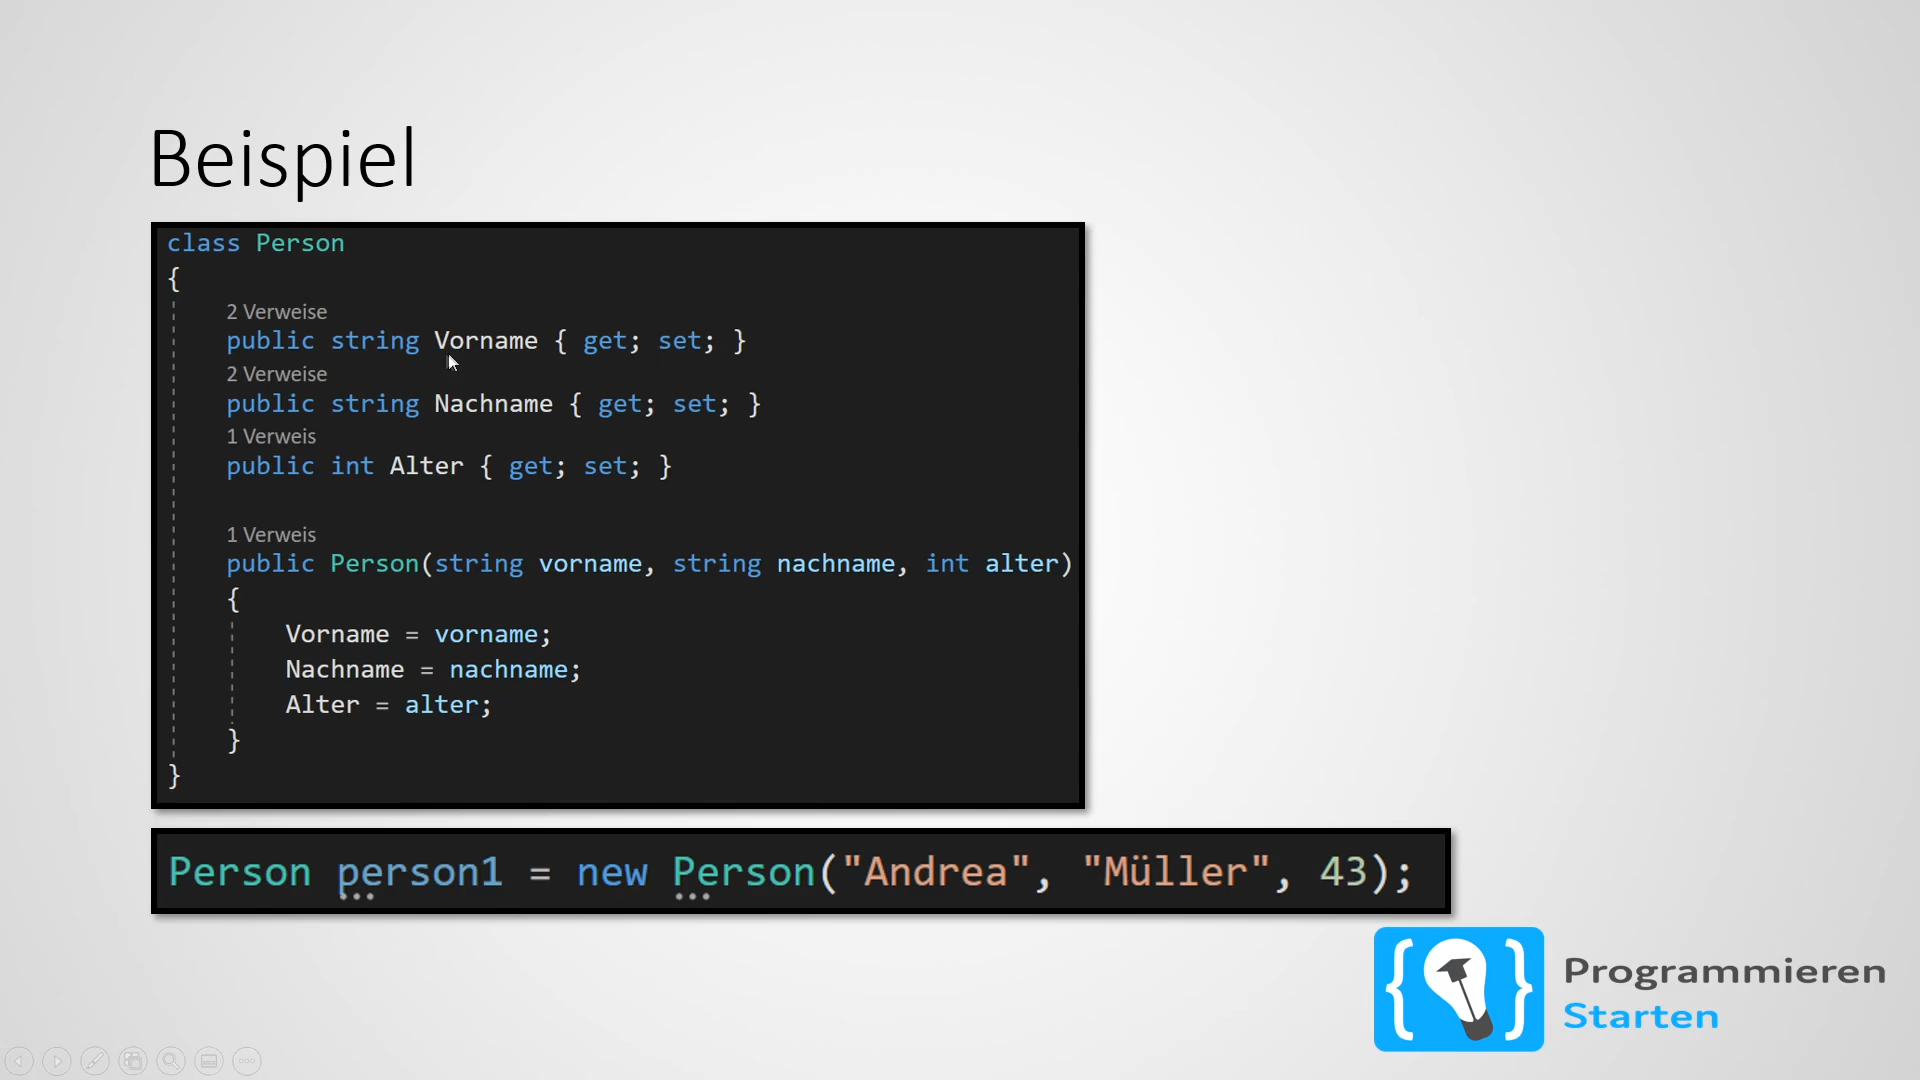 Beispiel
class Person
{
2 Verweise
public string Vorname { get; set; }
2 Verweise
public string Nachname { get; set; }
1 Verweis
public int Alter { get; set; }
1 Verweis
public Person(string vorname, string nachname, int alter)
{
Vorname = vorname;
Nachname = nachname;
Alter = alter;
}
}
Person person1 = new Person("Andrea", "Müller", 43);
Programmieren
Starten